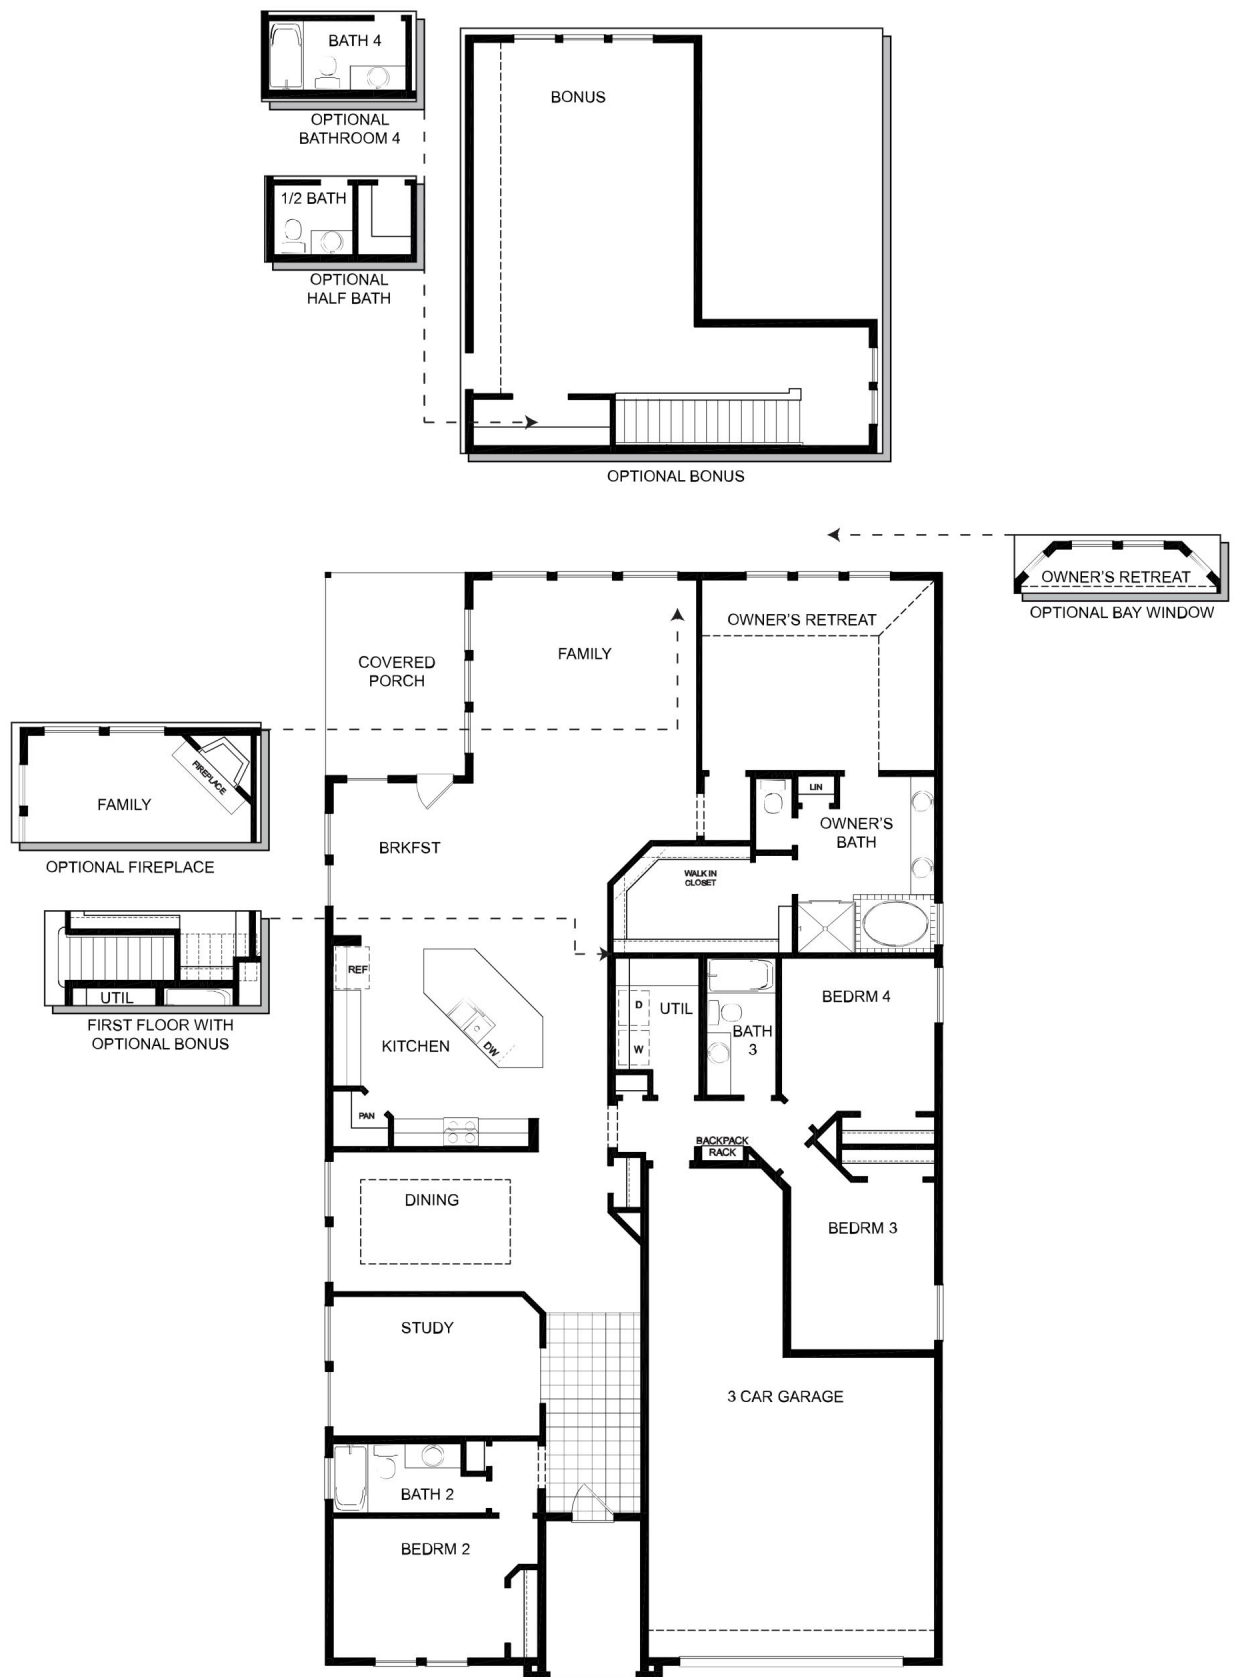 BATH 4
OPTIONAL
BATHROOM 4
1/2 BATH
OPTIONAL
HALF BATH
BONUS
OPTIONAL BONUS
OWNER'S RETREAT
OPTIONAL BAY WINDOW
OWNER'S RETREAT
FAMILY
COVERED
PORCH
FIREPLACE
FAMILY
OPTIONAL FIREPLACE
LIN
OWNER'S
BATH
BRKFST
WALK IN
CLOSET
UTIL
FIRST FLOOR WITH
OPTIONAL BONUS
REF
KITCHEN
DW
D
W
UTIL
BATH
3
BEDRM 4
PAN
BACKPACK
RACK
DINING
BEDRM 3
STUDY
3 CAR GARAGE
BATH 2
BEDRM 2